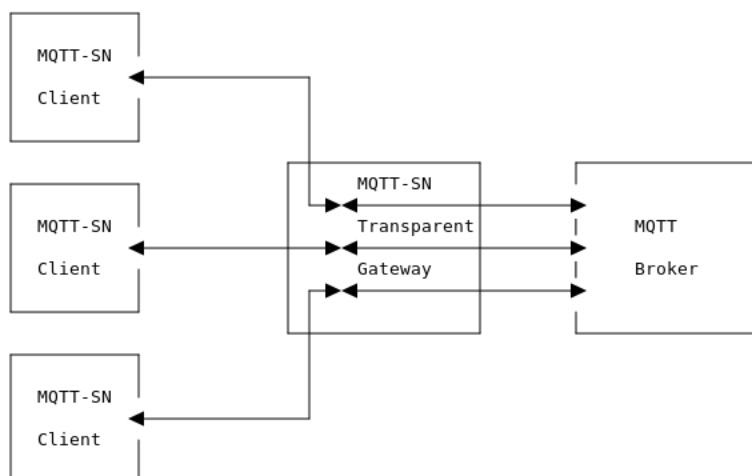 MQTT-SN
Client
MQTT-SN
Transparent
Gateway
MQTT-SN
Client
MQTT
Broker
MQTT-SN
Client